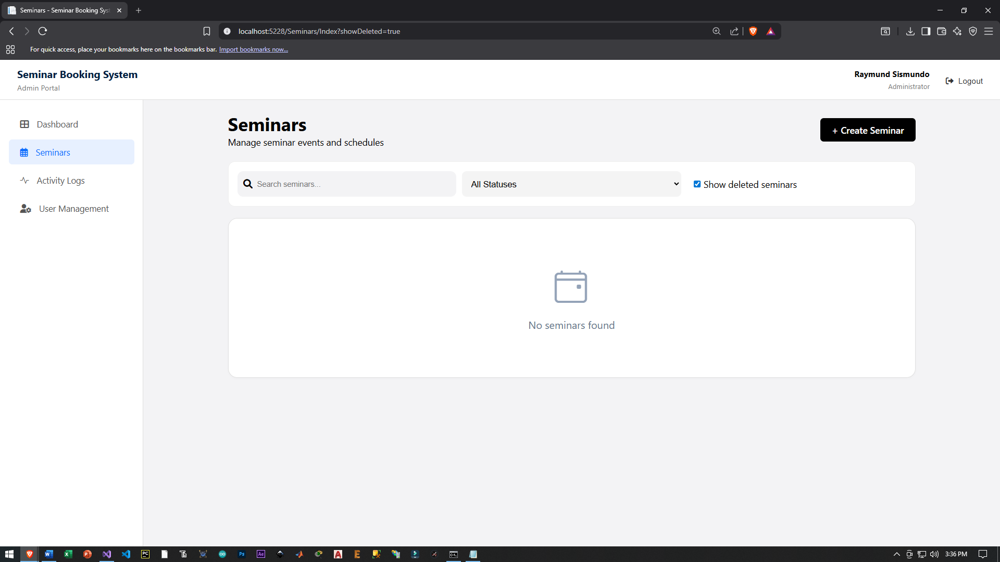 Seminars - Seminar Booking Syst
localhost:5228/Seminars/Index?showDeleted=true
For quick access, place your bookmarks here on the bookmarks bar. Import bookmarks now...
Seminar Booking System
Admin Portal
Raymund Sismundo
Administrator
Logout
Dashboard
Seminars
Activity Logs
User Management
Seminars
Manage seminar events and schedules
+ Create Seminar
Search seminars...
All Statuses
Show deleted seminars
No seminars found
3:36 PM